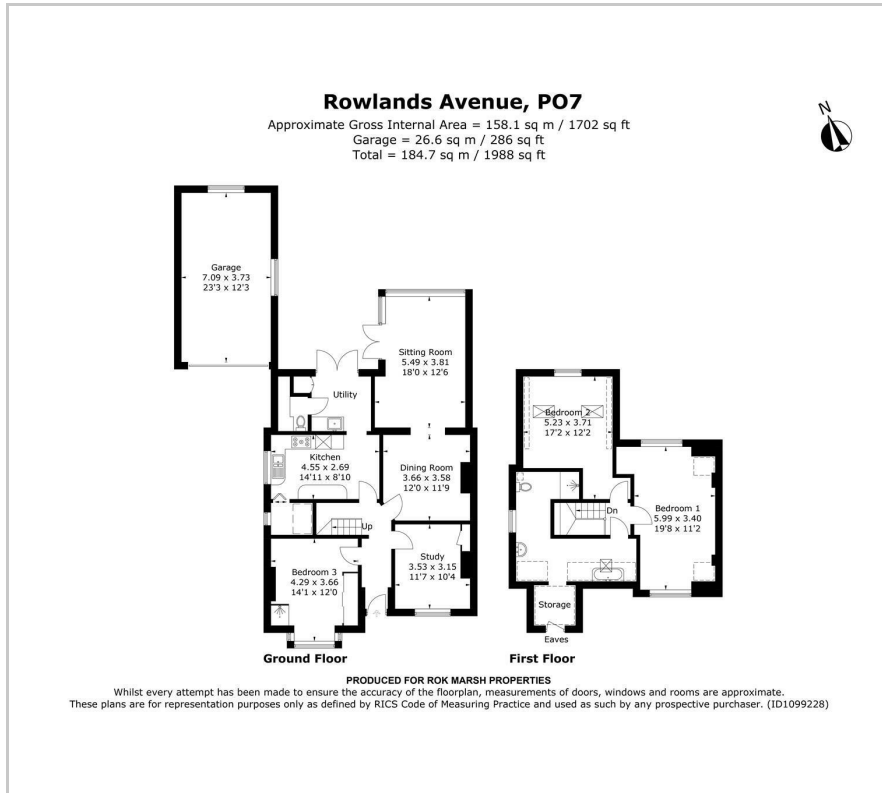 Rowlands Avenue, PO7
Approximate Gross Internal Area = 158.1 sq m / 1702 sq ft
Garage = 26.6 sq m / 286 sq ft
Total = 184.7 sq m / 1988 sq ft
N
Garage
7.09 x 3.73
23'3 x 12'3
Sitting Room
5.49 x 3.81
18'0 x 12'6
Utility
Kitchen
4.55 x 2.69
14'11 x 8'10
Dining Room
3.66 x 3.58
12'0 x 11'9
Up
Study
3.53 x 3.15
11'7 x 10'4
Bedroom 3
4.29 x 3.66
14'1 x 12'0
Ground Floor
Bedroom 2
5.23 x 3.71
17'2 x 12'2
Bedroom 1
5.99 x 3.40
19'8 x 11'2
Dn
Storage
Eaves
First Floor
PRODUCED FOR ROK MARSH PROPERTIES
Whilst every attempt has been made to ensure the accuracy of the floorplan, measurements of doors, windows and rooms are approximate.
These plans are for representation purposes only as defined by RICS Code of Measuring Practice and used as such by any prospective purchaser. (ID1099228)